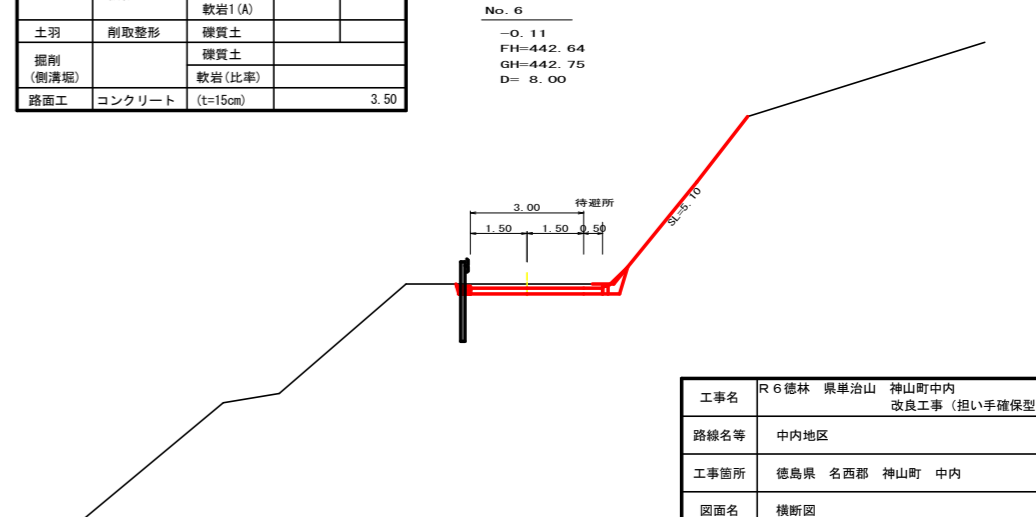 軟岩1(A)
土羽 削取整形 礫質土
掘削
(側溝堀)
礫質土
軟岩(比率)
路面工 コンクリート (t=15cm) 3.50
No. 6
-0. 11
FH=442. 64
GH=442. 75
D= 8. 00
3.00
待避所
1.50 1.50 0.50
SL=5.10
工事名 R6徳林 県単治山 神山町中内
改良工事(担い手確保型
路線名等 中内地区
工事箇所 徳島県 名西郡 神山町 中内
図面名 横断図